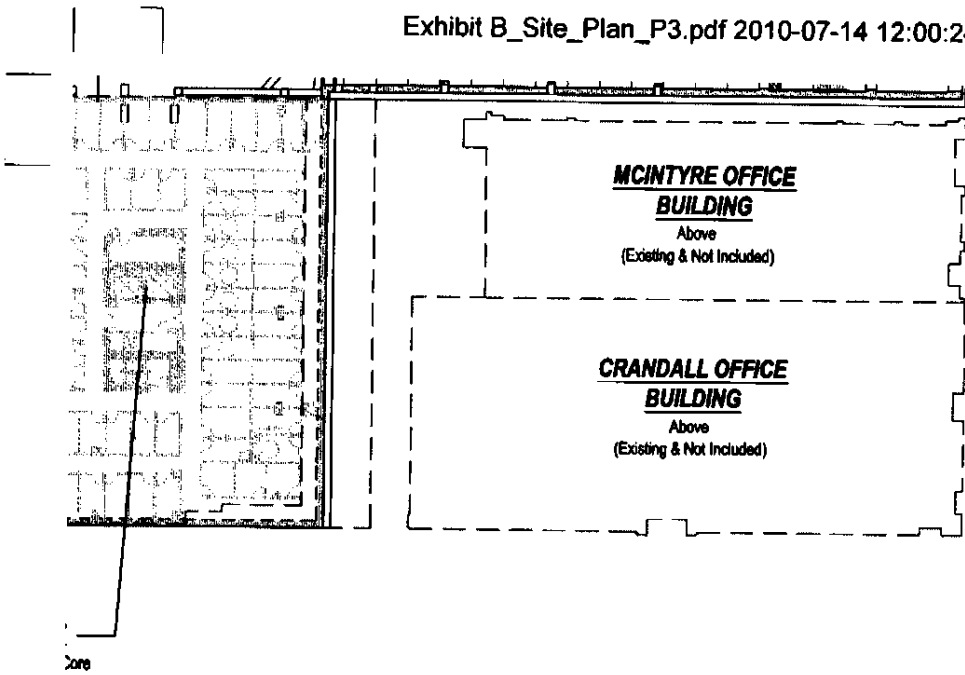 Exhibit B_Site_Plan_P3.pdf 2010-07-14 12:00:2
MCINTYRE OFFICE
BUILDING
Above
(Existing & Not Included)
CRANDALL OFFICE
BUILDING
Above
(Existing & Not Included)
Core